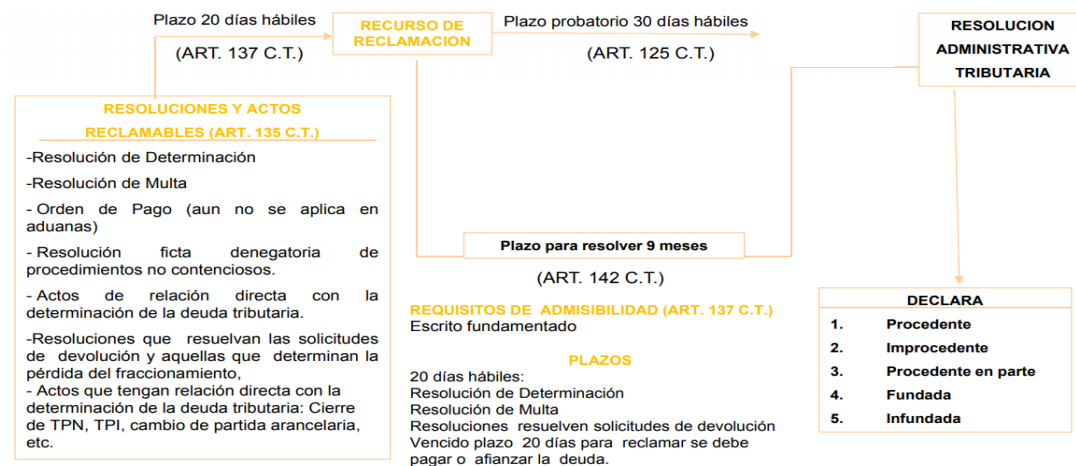 Plazo 20 días hábiles
(ART. 137 C.T.)
RECURSO DE
RECLAMACION
Plazo probatorio 30 días hábiles
(ART. 125 C.T.)
RESOLUCION
ADMINISTRATIVA
TRIBUTARIA
RESOLUCIONES Y ACTOS
RECLAMABLES (ART. 135 C.T.)
-Resolución de Determinación
-Resolución de Multa
- Orden de Pago (aun no se aplica en
aduanas)
- Resolución ficta denegatoria de
procedimientos no contenciosos.
- Actos de relación directa con la
determinación de la deuda tributaria.
-Resoluciones que resuelvan las solicitudes
de devolución y aquellas que determinan la
pérdida del fraccionamiento,
- Actos que tengan relación directa con la
determinación de la deuda tributaria: Cierre
de TPN, TPI, cambio de partida arancelaria,
etc.
Plazo para resolver 9 meses
(ART. 142 C.T.)
REQUISITOS DE ADMISIBILIDAD (ART. 137 C.T.)
Escrito fundamentado
PLAZOS
20 días hábiles:
Resolución de Determinación
Resolución de Multa
Resoluciones resuelven solicitudes de devolución
Vencido plazo 20 días para reclamar se debe
pagar o afianzar la deuda.
DECLARA
1. Procedente
2. Improcedente
3. Procedente en parte
4. Fundada
5. Infundada